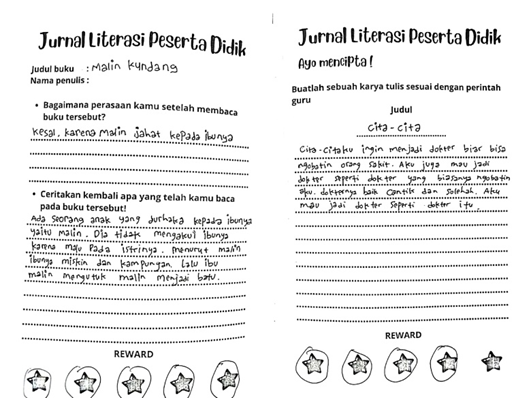 Jurnal Literasi Peserta Didik
Judul buku : Malin Kundang
Nama penulis :
• Bagaimana perasaan kamu setelah membaca
buku tersebut?
kesal, karena malin jahat kepada ibunya
• Ceritakan kembali apa yang telah kamu baca
pada buku tersebut!
Ada seorang anak yang durhaka kepada ibunya
yaitu malin. Dia tidak mengakui ibunya
karena malu pada istrinya. menurut malin
ibunya miskin dan kampungan. Lalu ibu
malin mengutuk malin menjadi batu.
REWARD
Jurnal Literasi Peserta Didik
Ayo mencipta!
Buatlah sebuah karya tulis sesuai dengan perintah
guru
Judul
cita-cita
Cita-citaku ingin menjadi dokter biar bisa
ngobatin orang sakit. Aku juga mau jadi
dokter seperti dokter yang biasanya ngobatin
aku. dokternya baik cantik dan solehah. Aku
mau jadi dokter seperti dokter itu
REWARD